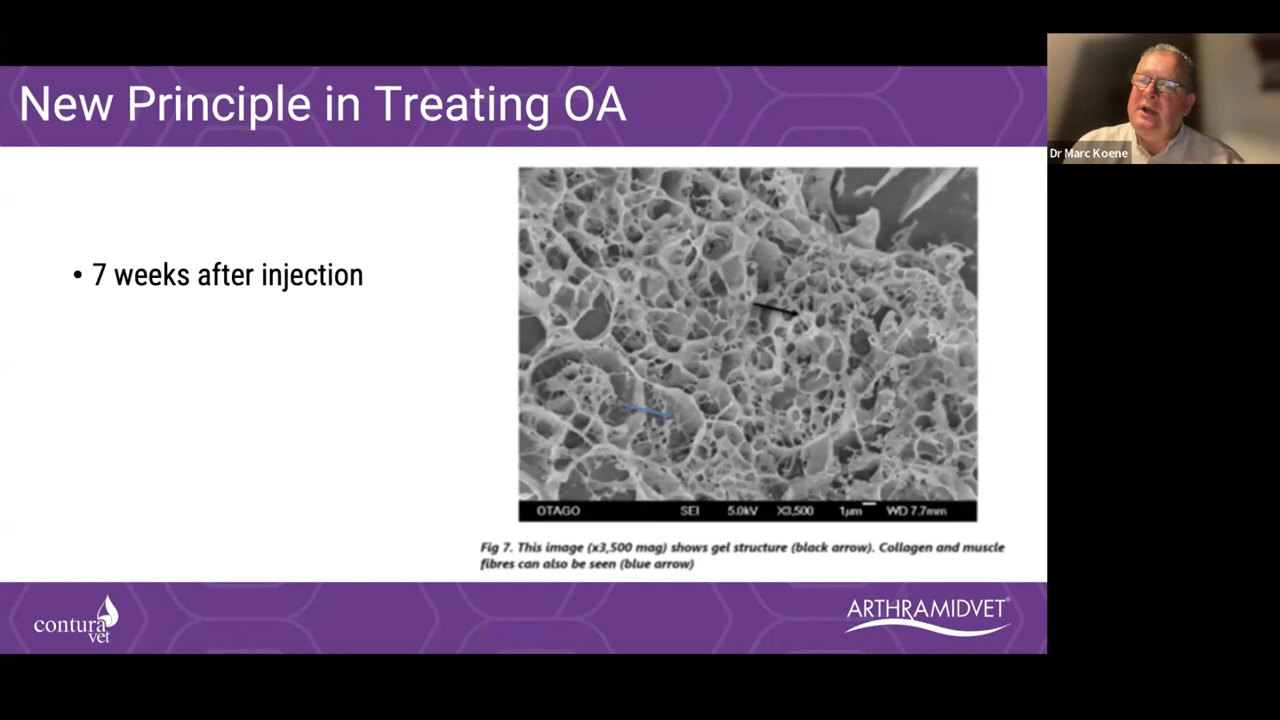 New Principle in Treating OA
Dr Marc Koene
• 7 weeks after injection
OTAGO SEI 5.0kV X3,500 1µm WD 7.7mm
Fig 7. This image (x3,500 mag) shows gel structure (black arrow). Collagen and muscle
fibres can also be seen (blue arrow)
contura
vet
ARTHRAMIDVET®